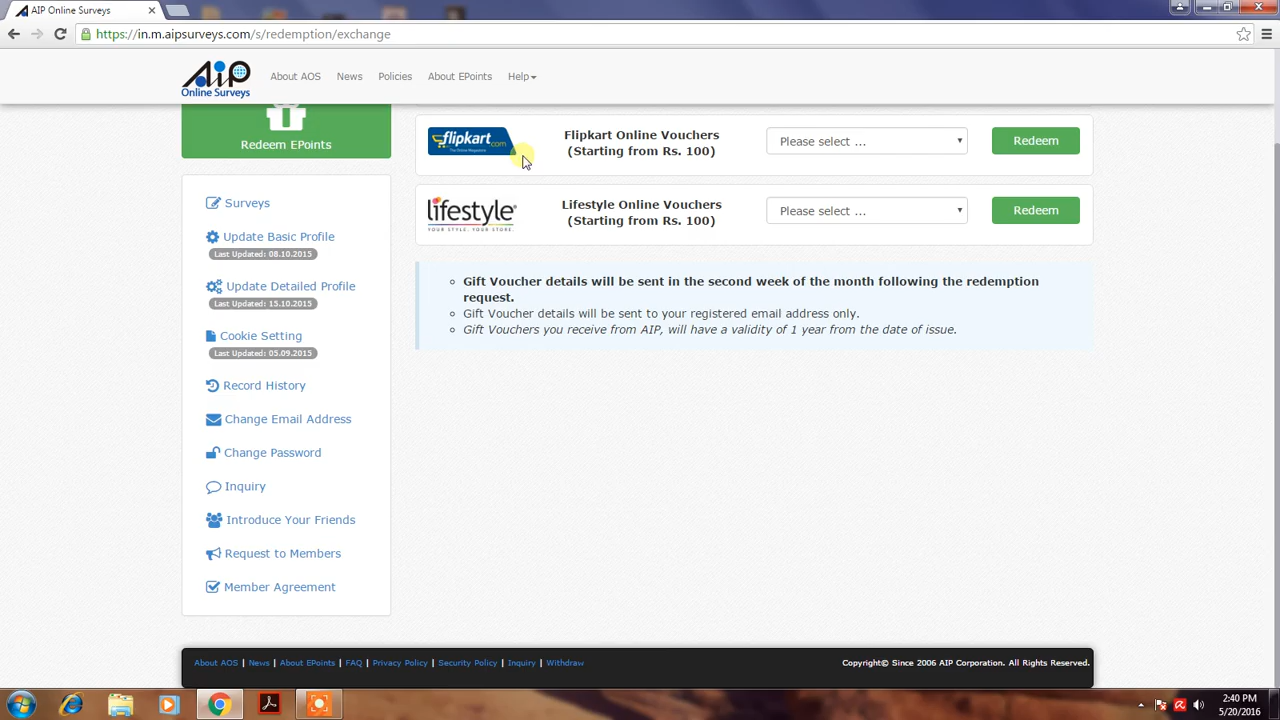 AIP Online Surveys
https://in.m.aipsurveys.com/s/redemption/exchange
AiP
Online Surveys
About AOS
News
Policies
About EPoints
Help
Redeem EPoints
flipkart.com
Flipkart Online Vouchers
(Starting from Rs. 100)
Please select ...
Redeem
lifestyle
YOUR STYLE. YOUR STORE.
Lifestyle Online Vouchers
(Starting from Rs. 100)
Please select ...
Redeem
Gift Voucher details will be sent in the second week of the month following the redemption
request.
Gift Voucher details will be sent to your registered email address only.
Gift Vouchers you receive from AIP, will have a validity of 1 year from the date of issue.
Surveys
Update Basic Profile
Last Updated: 08.10.2015
Update Detailed Profile
Last Updated: 15.10.2015
Cookie Setting
Last Updated: 05.09.2015
Record History
Change Email Address
Change Password
Inquiry
Introduce Your Friends
Request to Members
Member Agreement
About AOS | News | About EPoints | FAQ | Privacy Policy | Security Policy | Inquiry | Withdraw
Copyright© Since 2006 AIP Corporation. All Rights Reserved.
2:40 PM
5/20/2016